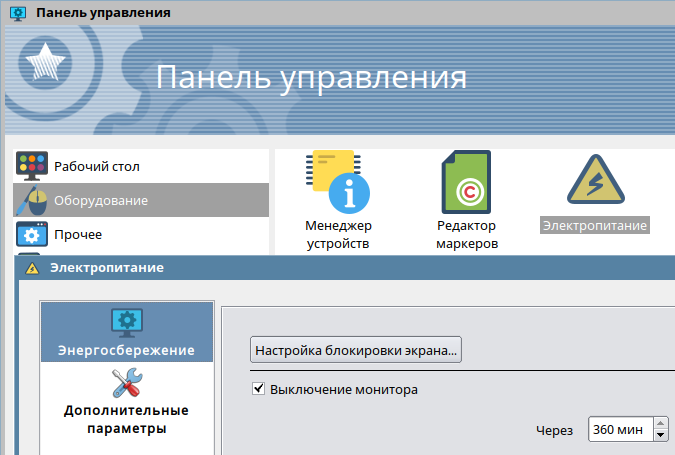 Панель управления
Панель управления
Рабочий стол
Оборудование
Прочее
Менеджер
устройств
Редактор
маркеров
Электропитание
Электропитание
Энергосбережение
Дополнительные
параметры
Настройка блокировки экрана...
Выключение монитора
Через
360 мин